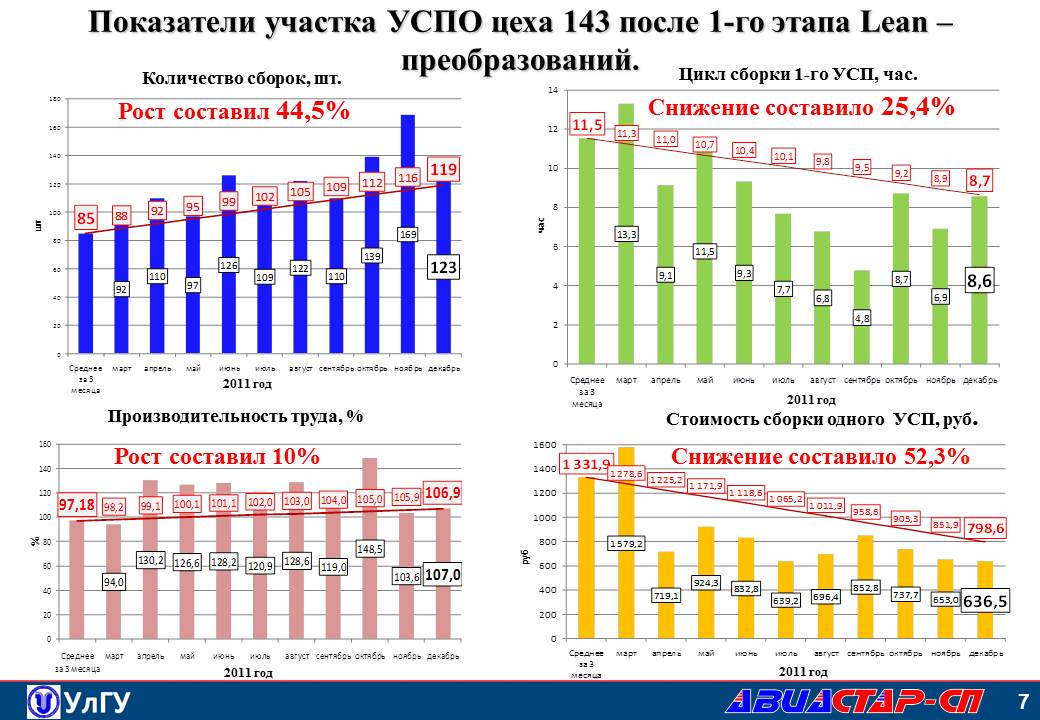 Показатели участка УСПО цеха 143 после 1-го этапа Lean –
преобразований.
Количество сборок, шт.
Рост составил 44,5%
шт
180
160
140
120
100
80
60
40
20
0
85 88 92 95 99 102 105 109 112 116 119
92 110 97 126 109 122 110 139 169 123
Среднее март апрель май июнь июль август сентябрь октябрь ноябрь декабрь
за 3
месяца
2011 год
Цикл сборки 1-го УСП, час.
Снижение составило 25,4%
час
14
12
10
8
6
4
2
0
11,5 11,3 11,0 10,7 10,4 10,1 9,8 9,5 9,2 8,9 8,7
13,3 9,1 11,5 9,3 7,7 6,8 4,8 8,7 6,9 8,6
Среднее март апрель май июнь июль август сентябрь октябрь ноябрь декабрь
за 3
месяца
2011 год
Производительность труда, %
Рост составил 10%
%
160
140
120
100
80
60
40
20
0
97,18 98,2 99,1 100,1 101,1 102,0 103,0 104,0 105,0 105,9 106,9
94,0 130,2 126,6 128,2 120,9 128,6 119,0 148,5 103,6 107,0
Среднее март апрель май июнь июль август сентябрь октябрь ноябрь декабрь
за 3 месяца
2011 год
Стоимость сборки одного УСП, руб.
Снижение составило 52,3%
руб
1600
1400
1200
1000
800
600
400
200
0
1 331,9 1 278,6 1 225,2 1 171,9 1 118,6 1 065,2 1 011,9 958,6 905,3 851,9 798,6
1 579,2 719,1 924,3 832,8 639,2 696,4 852,8 737,7 653,0 636,5
Среднее март апрель май июнь июль август сентябрь октябрь ноябрь декабрь
за 3
месяца
2011 год
УлГУ
АВИАСТАР-СП
7